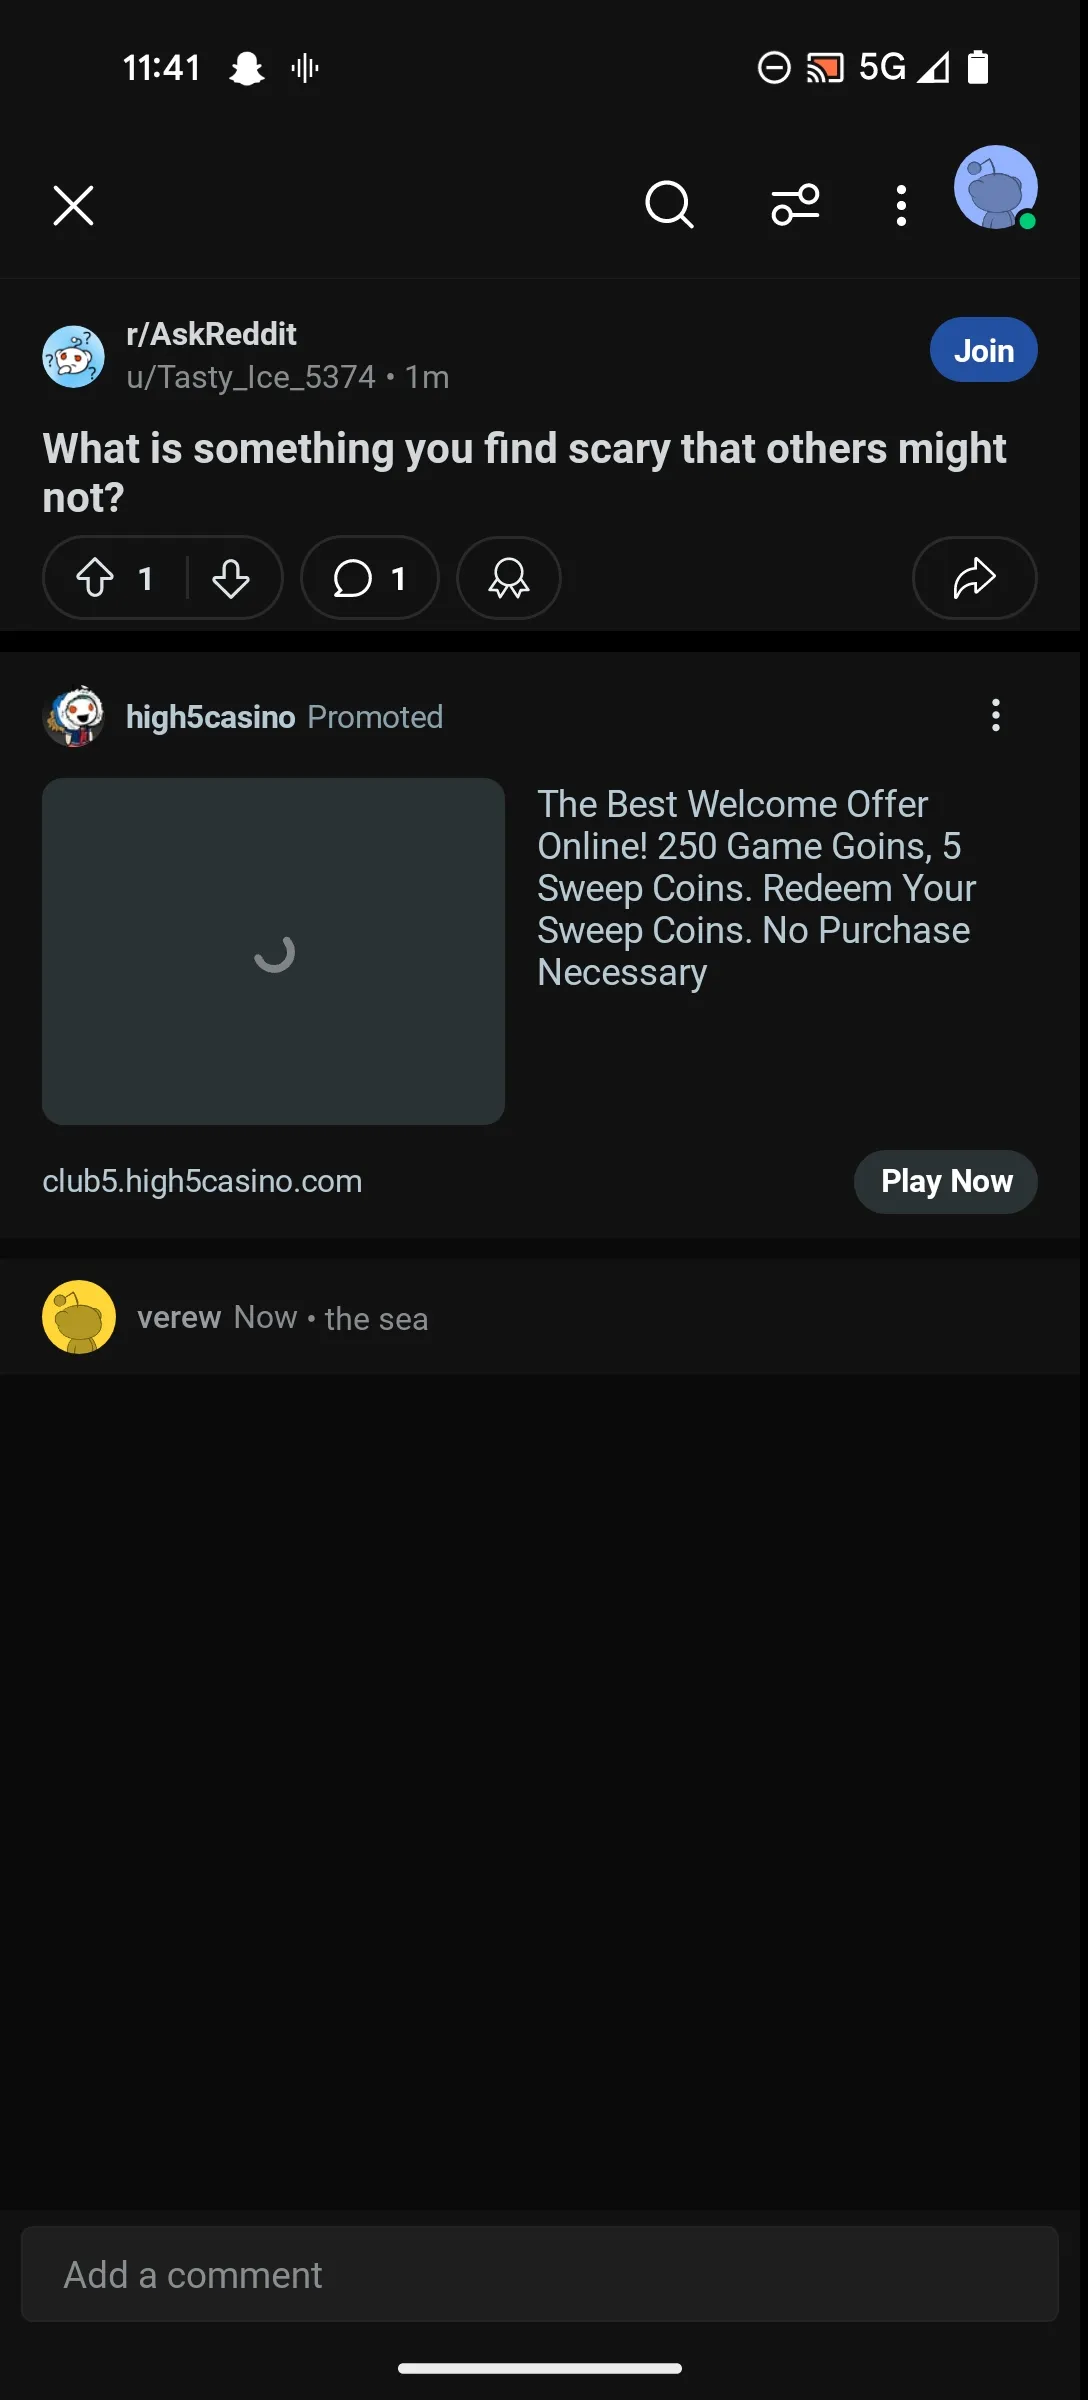 11:41 5G
r/AskReddit
u/Tasty_Ice_5374 • 1m
Join
What is something you find scary that others might
not?
1 1
high5casino Promoted
The Best Welcome Offer
Online! 250 Game Goins, 5
Sweep Coins. Redeem Your
Sweep Coins. No Purchase
Necessary
club5.high5casino.com
Play Now
verew Now • the sea
Add a comment